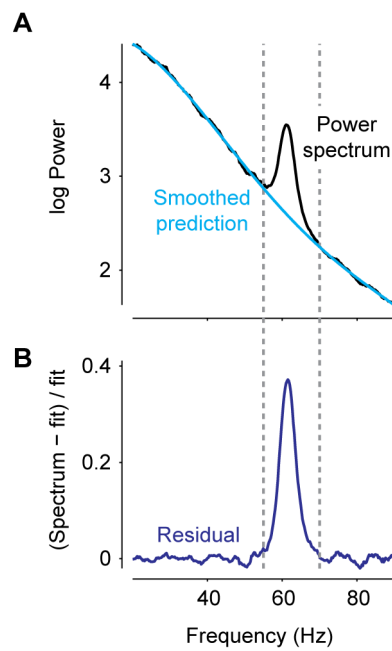 A
4
3
2
log Power
Power
spectrum
Smoothed
prediction
B
0.4
0.2
0
(Spectrum – fit) / fit
Residual
40
60
80
Frequency (Hz)